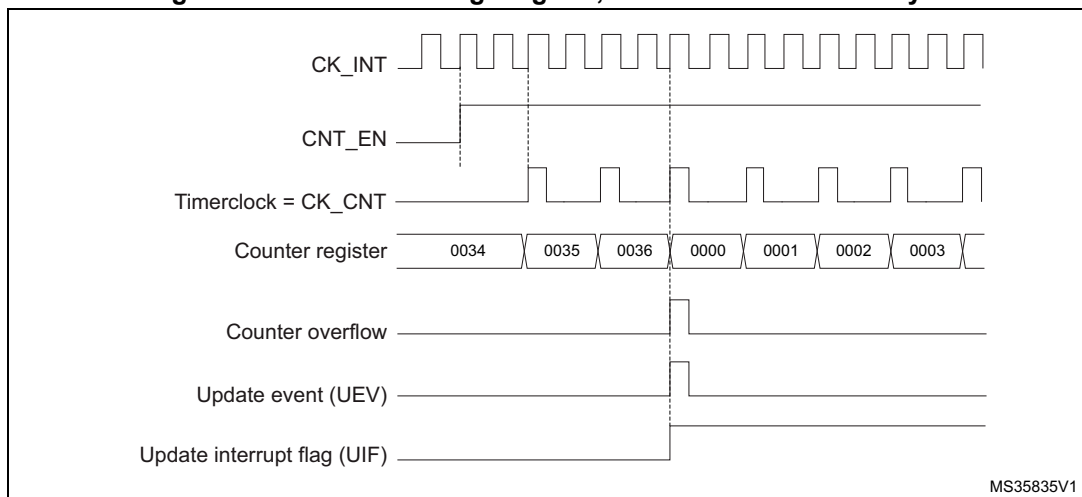 CK_INT
CNT_EN
Timerclock = CK_CNT
Counter register 0034 0035 0036 0000 0001 0002 0003
Counter overflow
Update event (UEV)
Update interrupt flag (UIF)
MS35835V1